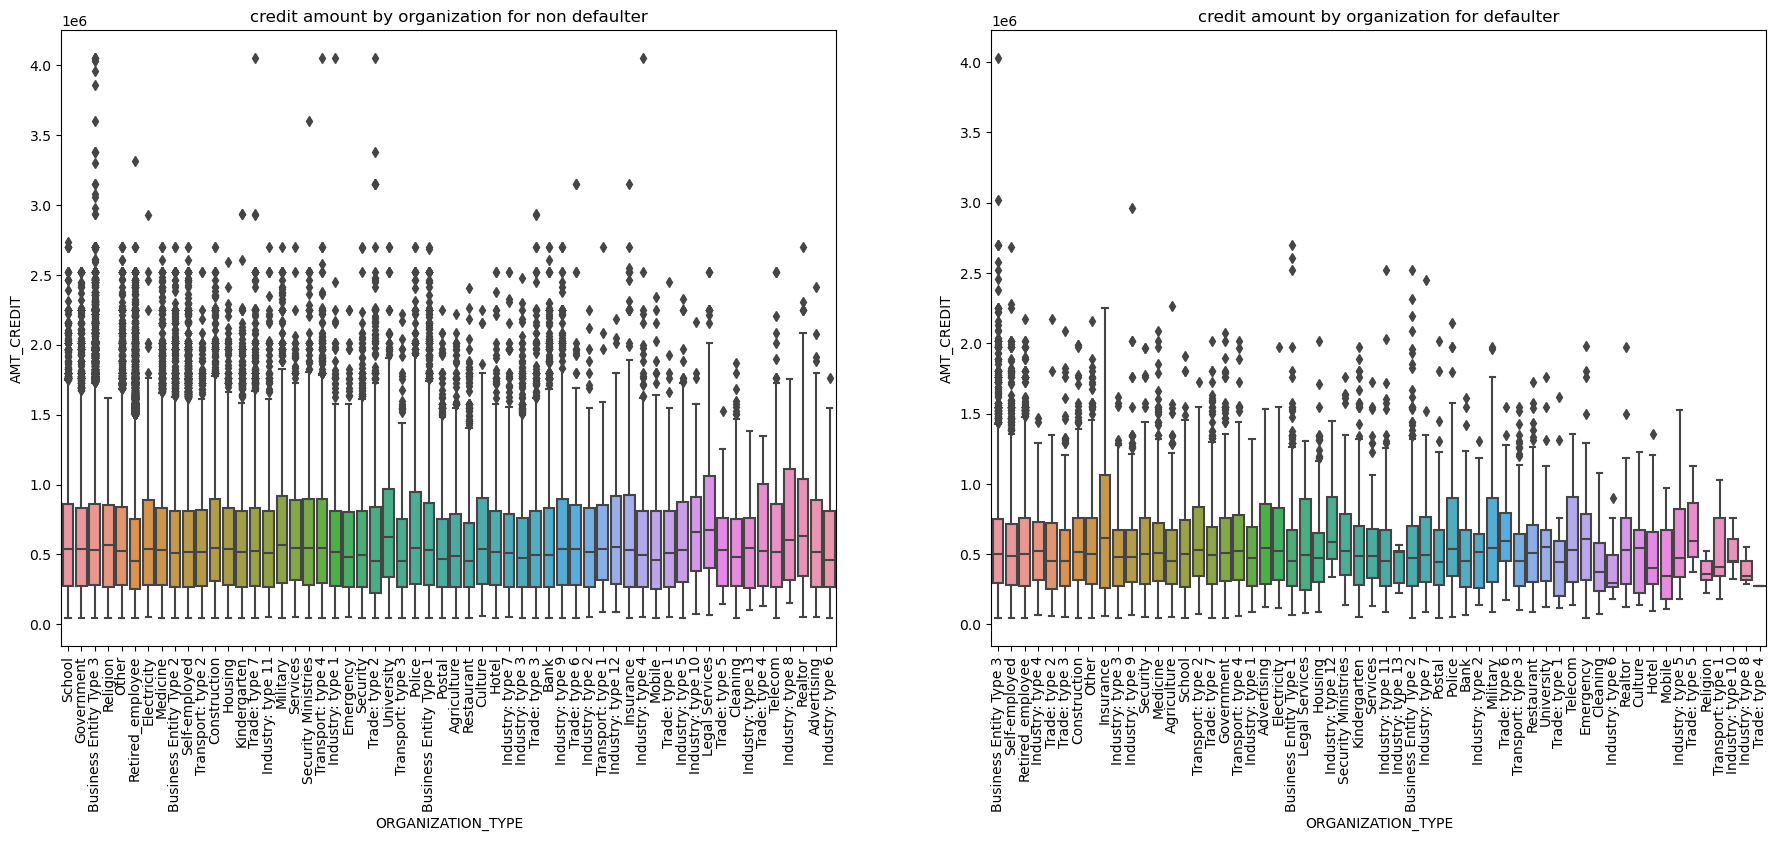 credit amount by organization for non defaulter
1e6
4.0
3.5
3.0
2.5
2.0
1.5
1.0
0.5
0.0
AMT_CREDIT
School
Government
Business Entity Type 3
Religion
Other
Retired_employee
Electricity
Medicine
Business Entity Type 2
Self-employed
Transport: type 2
Construction
Housing
Kindergarten
Trade: type 7
Industry: type 11
Military
Services
Security Ministries
Transport: type 4
Industry: type 1
Emergency
Security
Trade: type 2
University
Transport: type 3
Police
Business Entity Type 1
Postal
Agriculture
Restaurant
Culture
Hotel
Industry: type 7
Industry: type 3
Trade: type 3
Bank
Industry: type 9
Trade: type 6
Industry: type 2
Transport: type 1
Industry: type 12
Insurance
Industry: type 4
Mobile
Trade: type 1
Industry: type 5
Industry: type 10
Legal Services
Trade: type 5
Cleaning
Industry: type 13
Trade: type 4
Telecom
Industry: type 8
Realtor
Advertising
Industry: type 6
ORGANIZATION_TYPE
credit amount by organization for defaulter
1e6
4.0
3.5
3.0
2.5
2.0
1.5
1.0
0.5
0.0
AMT_CREDIT
Business Entity Type 3
Self-employed
Retired_employee
Industry: type 4
Trade: type 2
Trade: type 3
Construction
Other
Insurance
Industry: type 3
Industry: type 9
Security
Medicine
Agriculture
School
Transport: type 2
Trade: type 7
Government
Transport: type 4
Industry: type 1
Advertising
Electricity
Business Entity Type 1
Legal Services
Housing
Industry: type 12
Security Ministries
Kindergarten
Services
Industry: type 11
Industry: type 13
Business Entity Type 2
Industry: type 7
Postal
Police
Bank
Industry: type 2
Military
Trade: type 6
Transport: type 3
Restaurant
University
Trade: type 1
Telecom
Emergency
Cleaning
Industry: type 6
Realtor
Culture
Hotel
Mobile
Industry: type 5
Trade: type 5
Religion
Transport: type 1
Industry: type 10
Industry: type 8
Trade: type 4
ORGANIZATION_TYPE